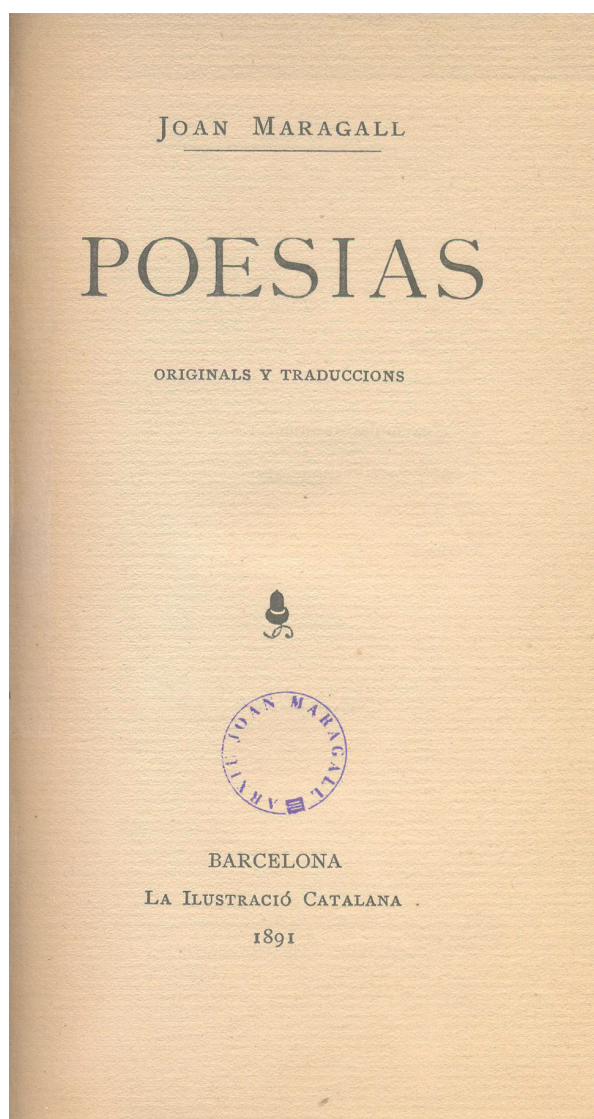 JOAN MARAGALL
POESIAS
ORIGINALS Y TRADUCCIONS
ARXIU JOAN MARAGALL
BARCELONA
LA ILUSTRACIÓ CATALANA
1891